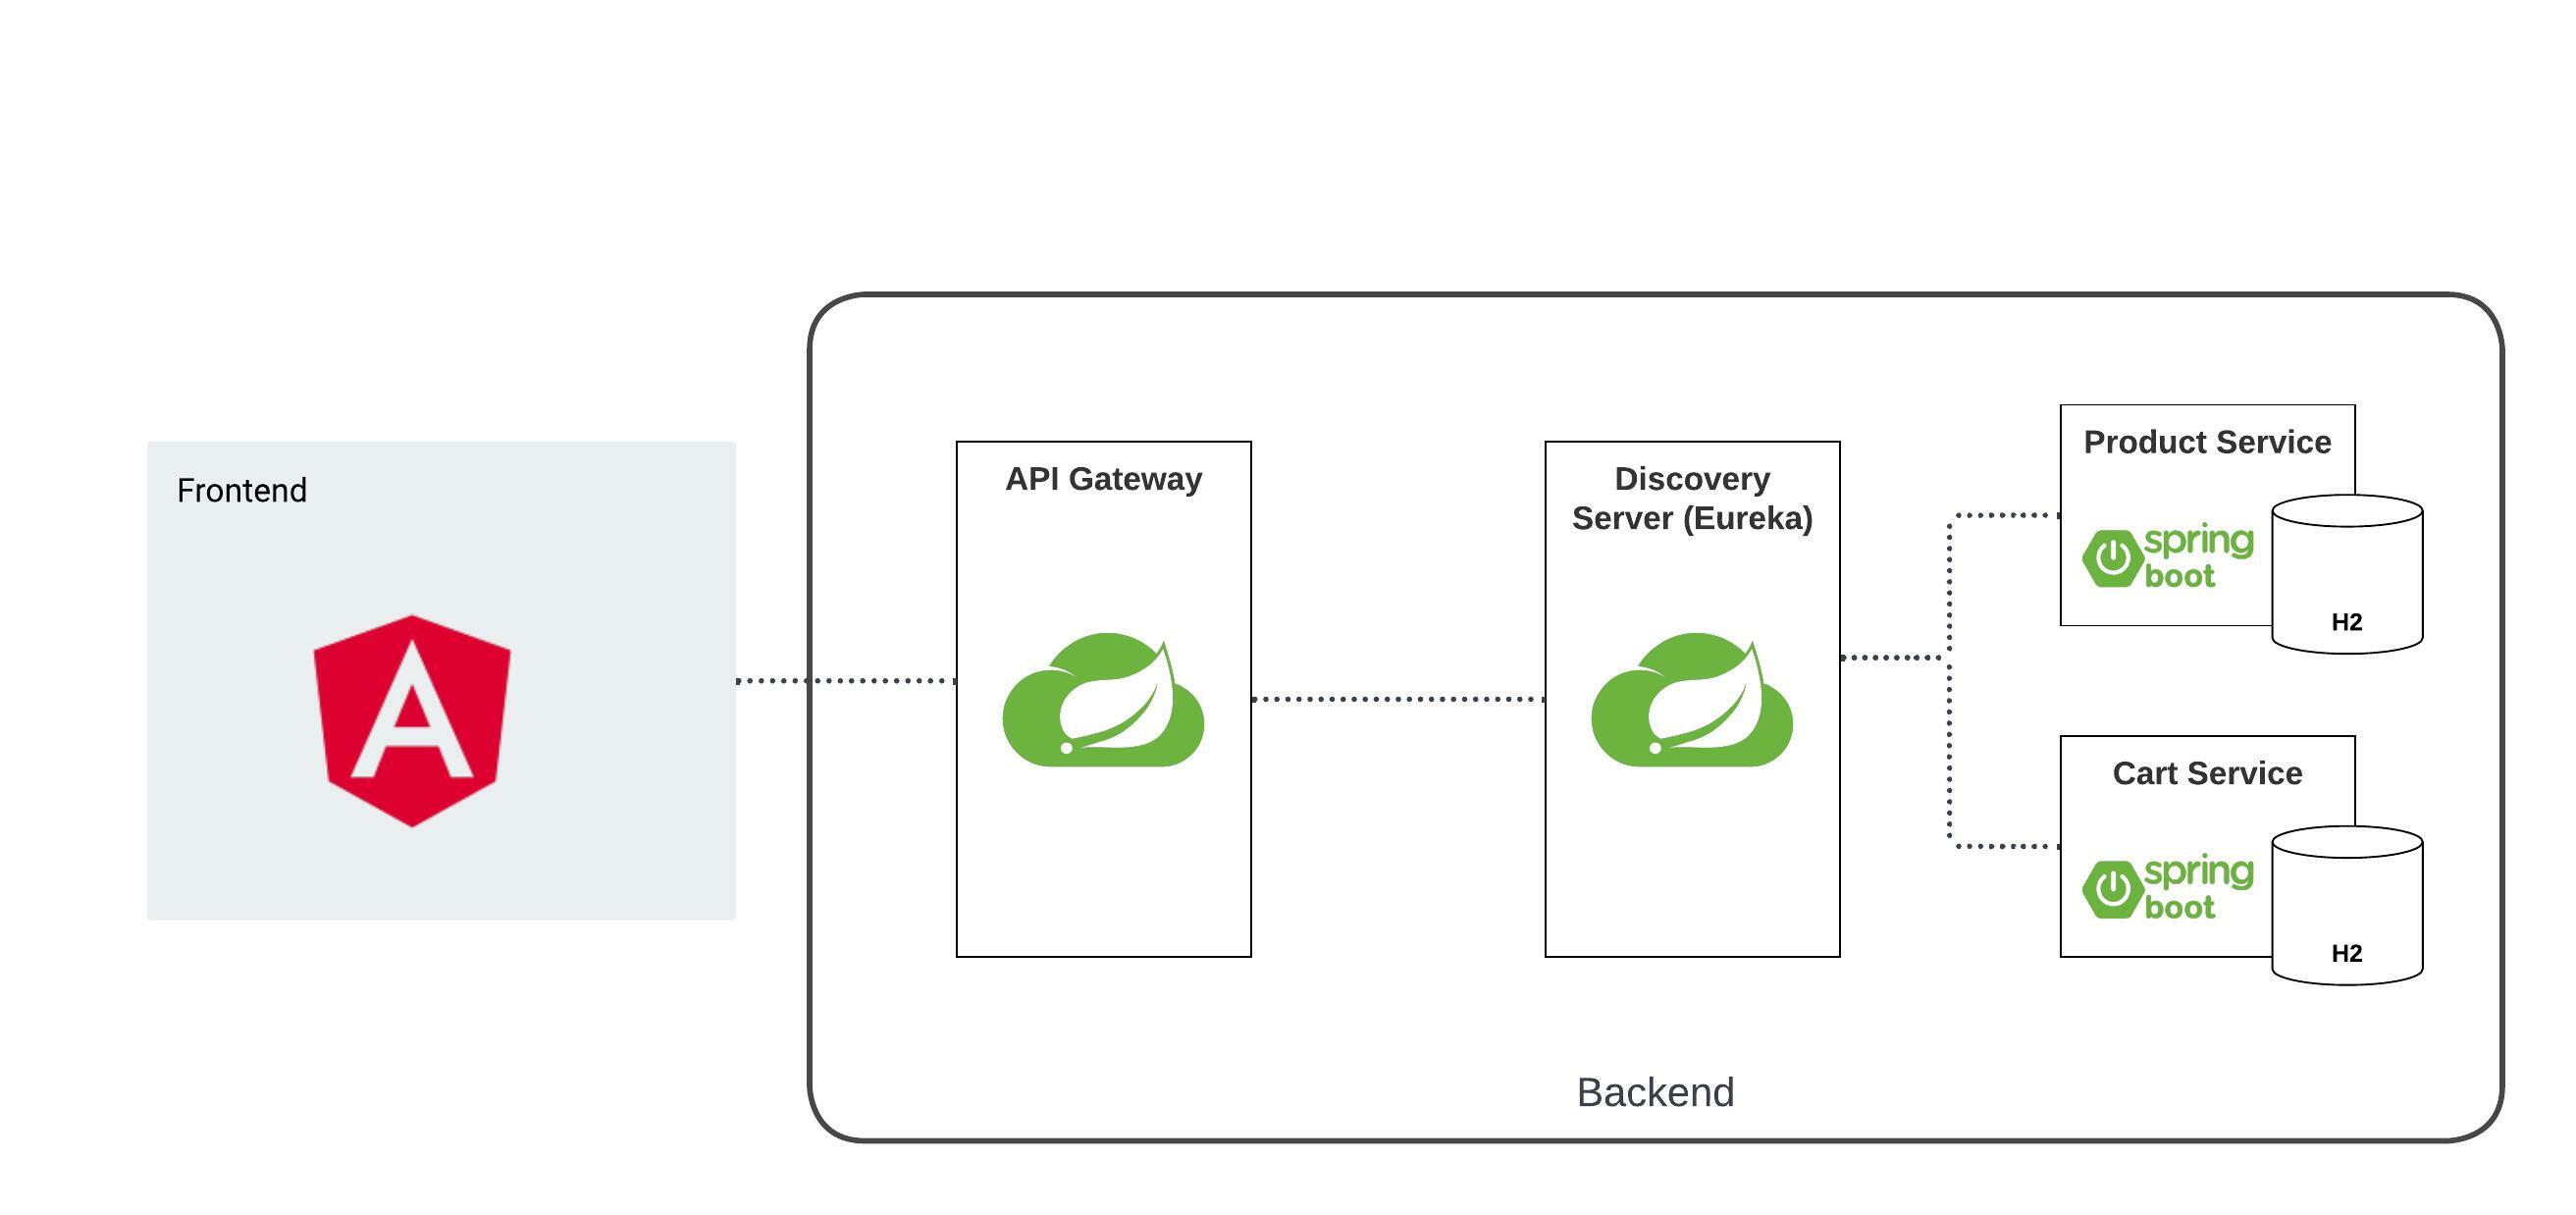 Frontend
API Gateway
Discovery
Server (Eureka)
Product Service
spring
boot
H2
Cart Service
spring
boot
H2
Backend